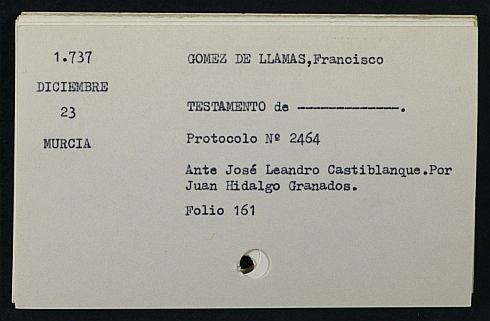 1.737
GOMEZ DE LLAMAS,Francisco
DICIEMBRE
23
TESTAMENTO de -------------.
MURCIA
Protocolo Nº 2464
Ante José Leandro Castiblanque.Por
Juan Hidalgo Granados.
Folio 161